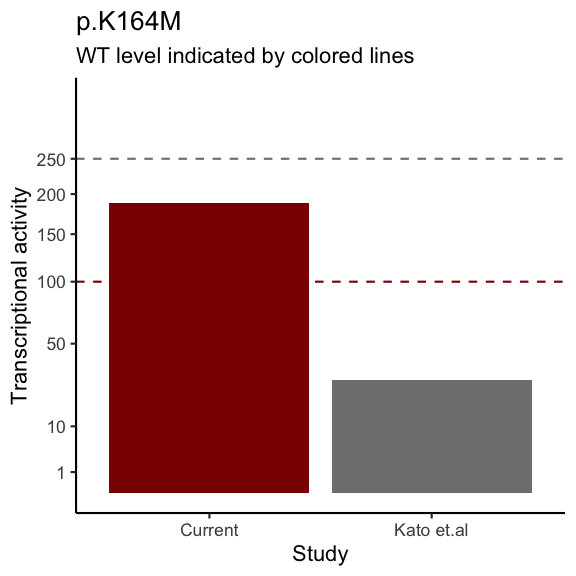 p.K164M
WT level indicated by colored lines
Transcriptional activity
250
200
150
100
50
10
1
Current
Kato et.al
Study